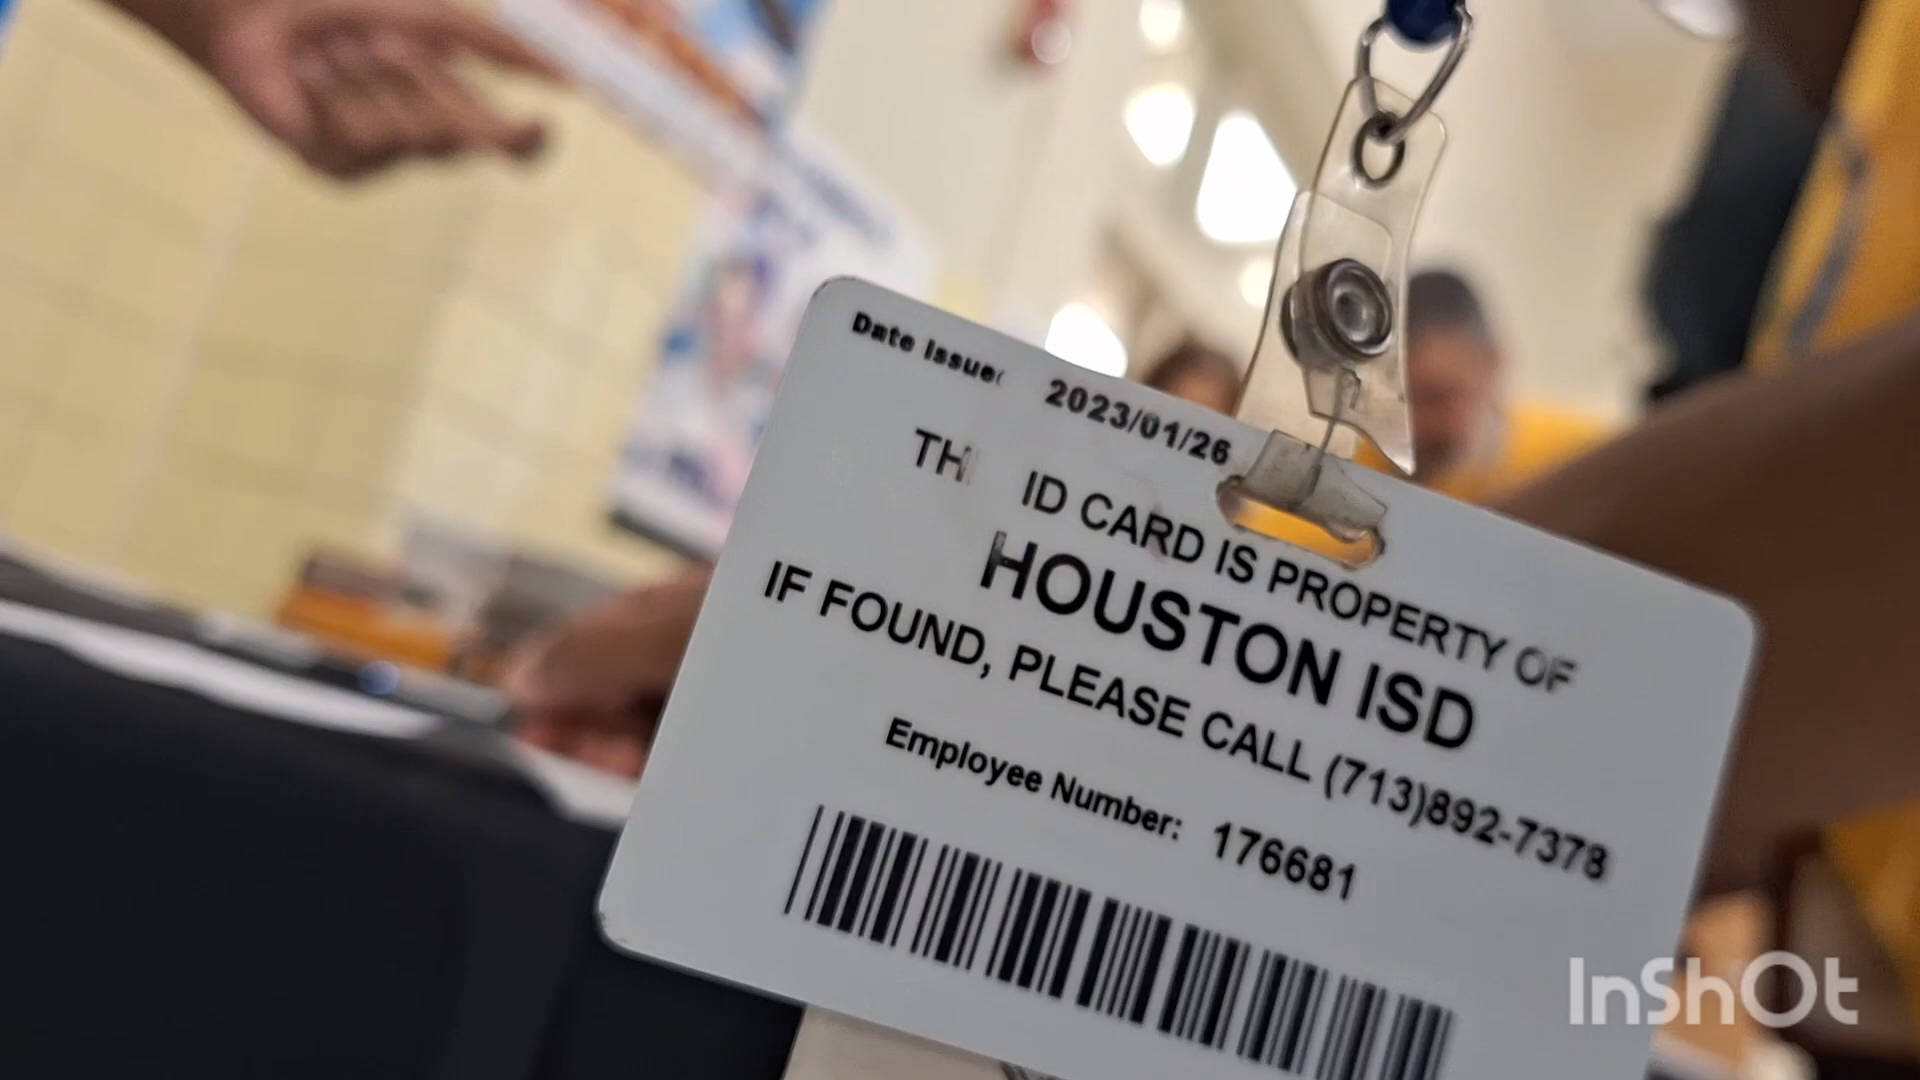 Date Issue 2023/01/26
TH ID CARD IS PROPERTY OF
HOUSTON ISD
IF FOUND, PLEASE CALL (713)892-7378
Employee Number: 176681
InShOt